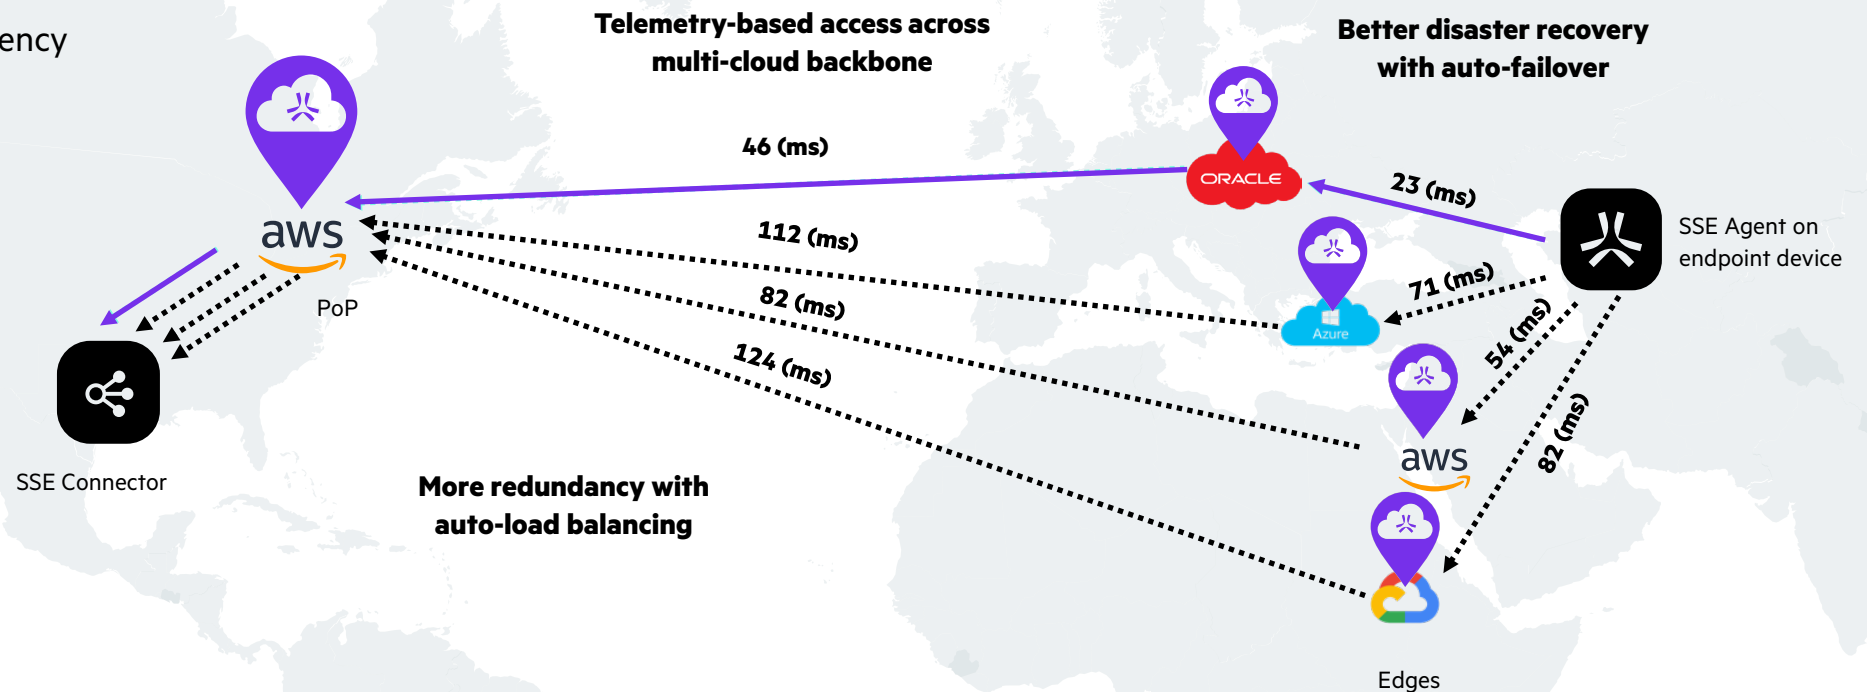 ency
Telemetry-based access across
multi-cloud backbone
Better disaster recovery
with auto-failover
46 (ms)
ORACLE
23 (ms)
SSE Agent on
endpoint device
aws
112 (ms)
71 (ms)
PoP
82 (ms)
Azure
54 (ms)
124 (ms)
82 (ms)
aws
SSE Connector
More redundancy with
auto-load balancing
Edges